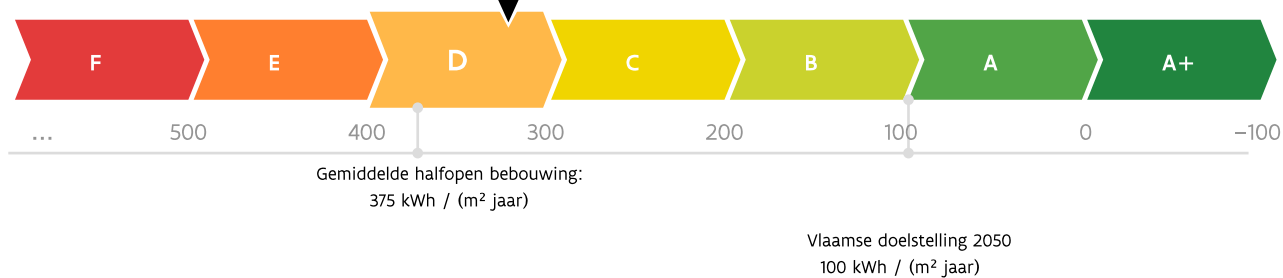 F E D C B A A+
... 500 400 300 200 100 0 –100
Gemiddelde halfopen bebouwing:
375 kWh / (m² jaar)
Vlaamse doelstelling 2050
100 kWh / (m² jaar)